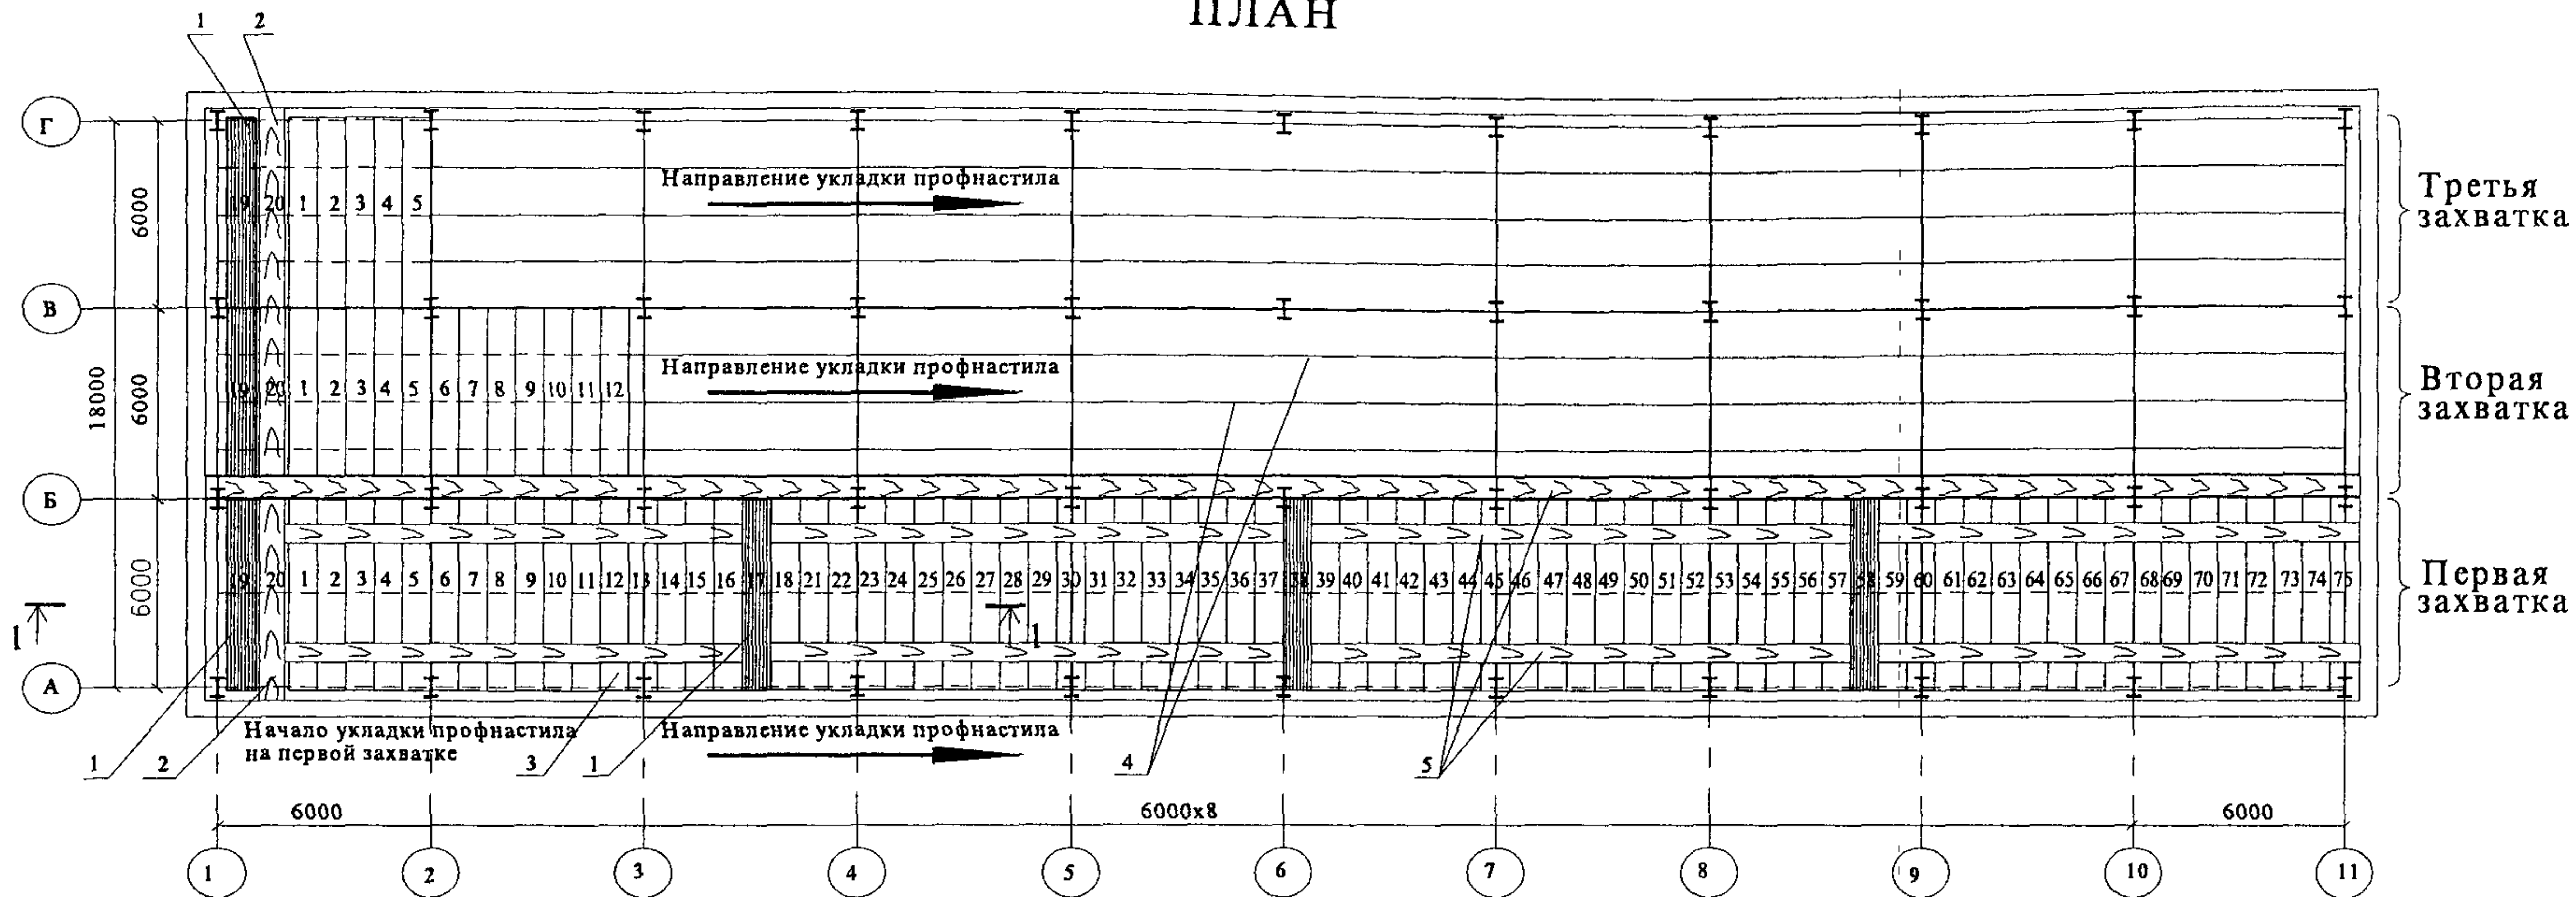 ПЛАН
1 2
Г
6000
19 20 1 2 3 4 5
Направление укладки профнастила
Третья
захватка
В
18000
6000
19 20 1 2 3 4 5 6 7 8 9 10 11 12
Направление укладки профнастила
Вторая
захватка
Б
6000
19 20 1 2 3 4 5 6 7 8 9 10 11 12 13 14 15 16 17 18 21 22 23 24 25 26 27 28 29 30 31 32 33 34 35 36 37 38 39 40 41 42 43 44 45 46 47 48 49 50 51 52 53 54 55 56 57 58 59 60 61 62 63 64 65 66 67 68 69 70 71 72 73 74 75
Первая
захватка
1 1
А
Начало укладки профнастила
на первой захватке
Направление укладки профнастила
1 2 3 1 4 5
6000 6000х8 6000
1 2 3 4 5 6 7 8 9 10 11